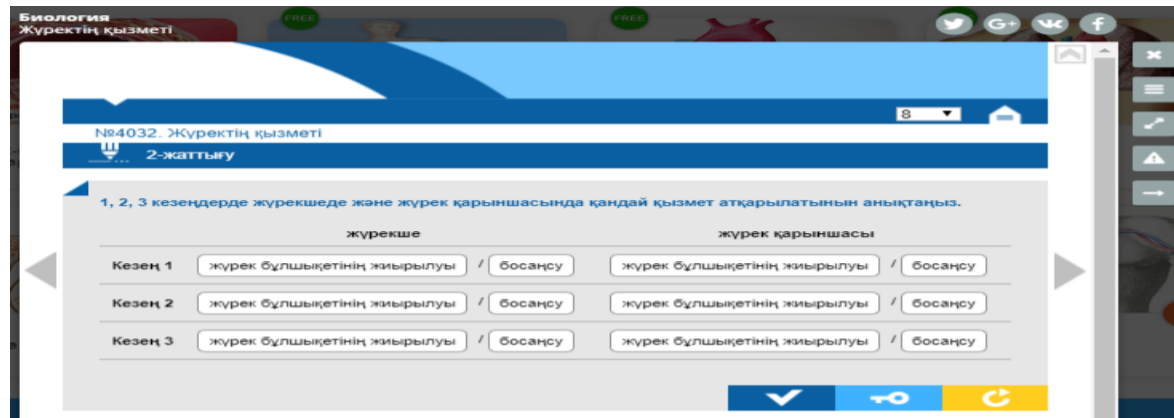 Биология
Жүректің қызметі
FREE
FREE
G+
8
№4032. Жүректің қызметі
2-жаттығу
1, 2, 3 кезеңдерде жүрекшеде және жүрек қарыншасында қандай қызмет атқарылатынын анықтаңыз.
жүрекше жүрек қарыншасы
Кезең 1 жүрек бұлшықетінің жиырылуы / босаңсу жүрек бұлшықетінің жиырылуы / босаңсу
Кезең 2 жүрек бұлшықетінің жиырылуы / босаңсу жүрек бұлшықетінің жиырылуы / босаңсу
Кезең 3 жүрек бұлшықетінің жиырылуы / босаңсу жүрек бұлшықетінің жиырылуы / босаңсу